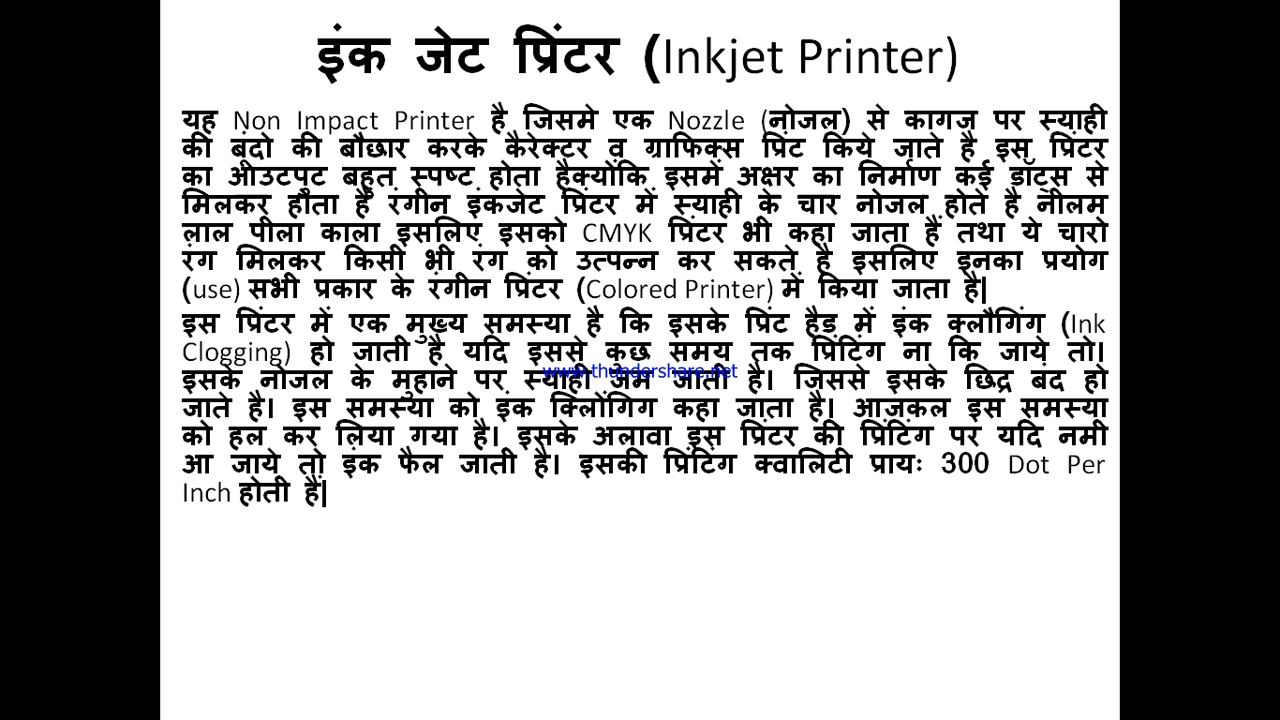 इंक जेट प्रिंटर (Inkjet Printer)
यह Non Impact Printer है जिसमे एक Nozzle (नोजल) से कागज पर स्याही
की बूंदो की बौछार करके कैरेक्टर व ग्राफिक्स प्रिंट किये जाते है इस प्रिंटर
का ऑउटपुट बहुत स्पष्ट होता हैक्योंकि इसमें अक्षर का निर्माण कई डॉट्स से
मिलकर होता है रंगीन इंकजेट प्रिंटर में स्याही के चार नोजल होते है नीलम
लाल पीला काला इसलिए इसको CMYK प्रिंटर भी कहा जाता हैं तथा ये चारो
रंग मिलकर किसी भी रंग को उत्पन्न कर सकते है इसलिए इनका प्रयोग
(use) सभी प्रकार के रंगीन प्रिंटर (Colored Printer) में किया जाता है|
इस प्रिंटर में एक मुख्य समस्या है कि इसके प्रिंट हैड में इंक क्लौगिंग (Ink
Clogging) हो जाती है यदि इससे कुछ समय तक प्रिंटिंग ना कि जाये तो।
www.thundershare.net
इसके नोजल के मुहाने पर स्याही जम जाती है। जिससे इसके छिद्र बंद हो
जाते है। इस समस्या को इंक क्लिोंगिंग कहा जाता है। आजकल इस समस्या
को हल कर लिया गया है। इसके अलावा इस प्रिंटर की प्रिंटिंग पर यदि नमी
आ जाये तो इंक फैल जाती है। इसकी प्रिंटिंग क्वालिटी प्रायः 300 Dot Per
Inch होती हैं|